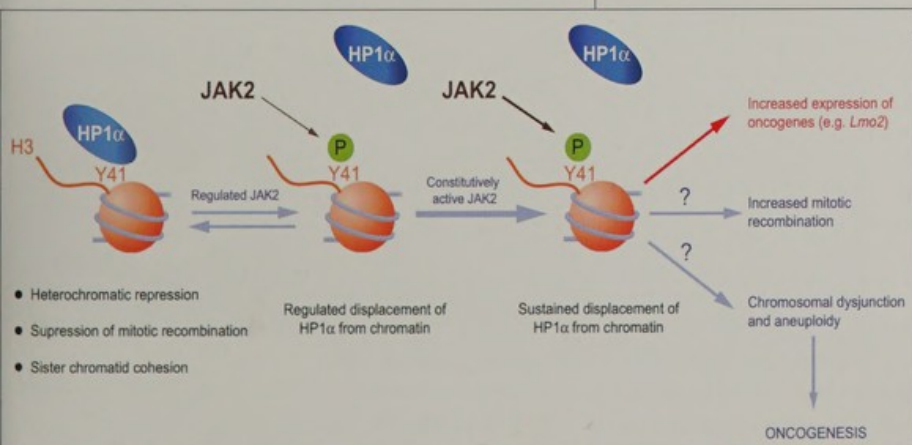 HP1α
JAK2
HP1α
JAK2
HP1α
H3
HP1α
Y41
P
Y41
P
Y41
Regulated JAK2
Constitutively
active JAK2
Increased expression of
oncogenes (e.g. Lmo2)
?
Increased mitotic
recombination
?
Chromosomal dysjunction
and aneuploidy
ONCOGENESIS
• Heterochromatic repression
• Supression of mitotic recombination
• Sister chromatid cohesion
Regulated displacement of
HP1α from chromatin
Sustained displacement of
HP1α from chromatin